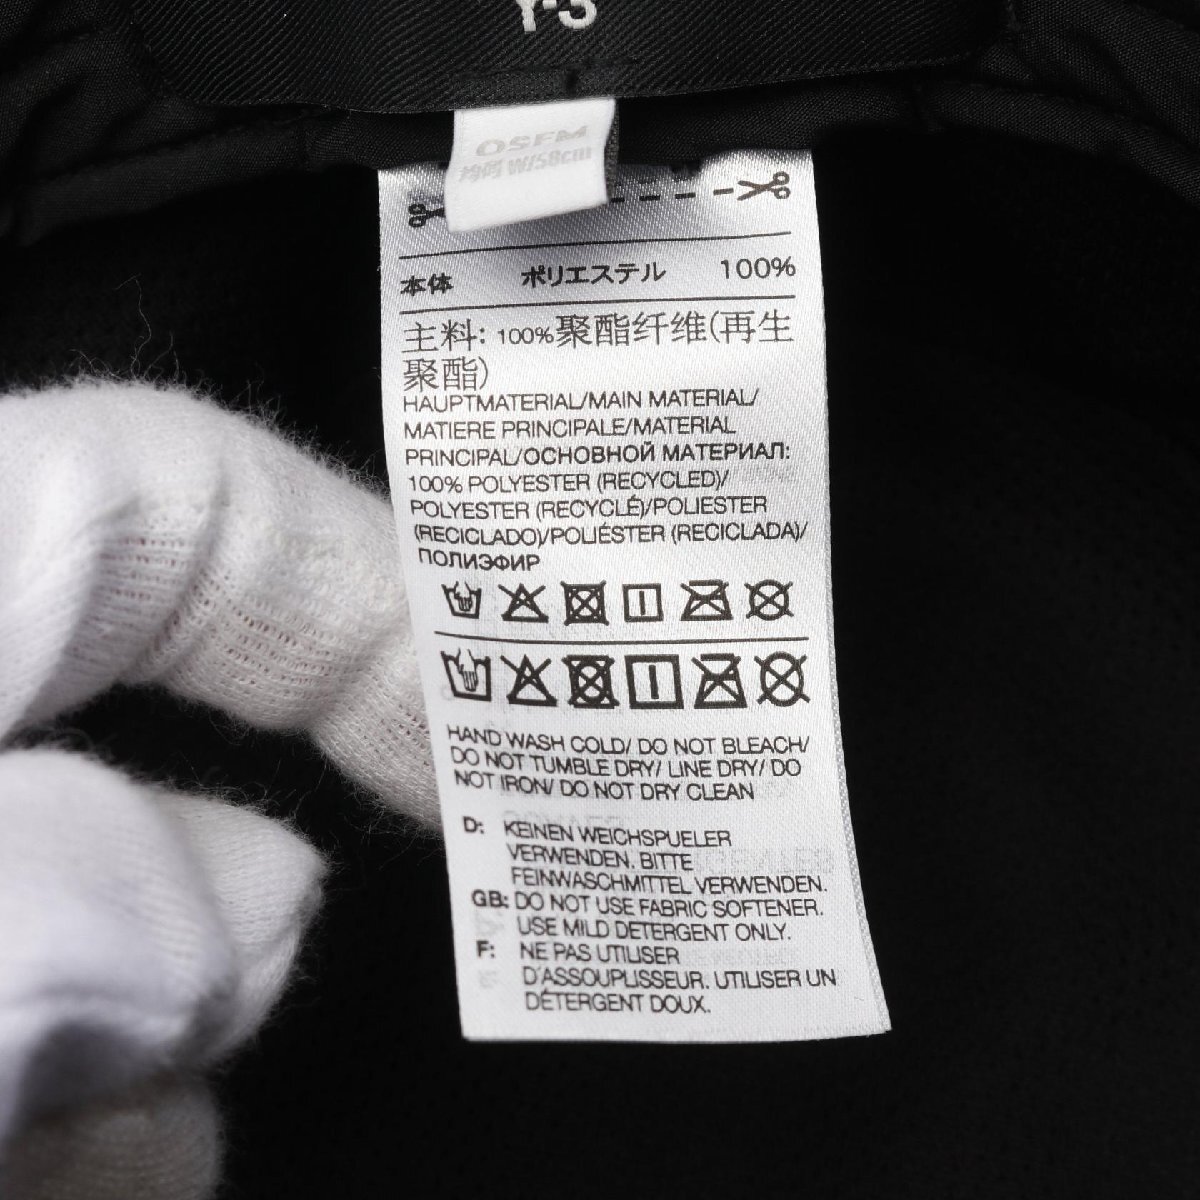 Y-3
OSFM
均码 W/58cm
本体 ポリエステル 100%
主料: 100%聚酯纤维(再生
聚酯)
HAUPTMATERIAL/MAIN MATERIAL/
MATIERE PRINCIPALE/MATERIAL
PRINCIPAL/ОСНОВНОЙ МАТЕРИАЛ:
100% POLYESTER (RECYCLED)/
POLYESTER (RECYCLÉ)/POLIESTER
(RECICLADO)/POLIÉSTER (RECICLADA)/
ПОЛИЭФИР
HAND WASH COLD/ DO NOT BLEACH/
DO NOT TUMBLE DRY/ LINE DRY/ DO
NOT IRON/ DO NOT DRY CLEAN
D: KEINEN WEICHSPUELER
VERWENDEN. BITTE
FEINWASCHMITTEL VERWENDEN.
GB: DO NOT USE FABRIC SOFTENER.
USE MILD DETERGENT ONLY.
F: NE PAS UTILISER
D'ASSOUPLISSEUR. UTILISER UN
DÉTERGENT DOUX.